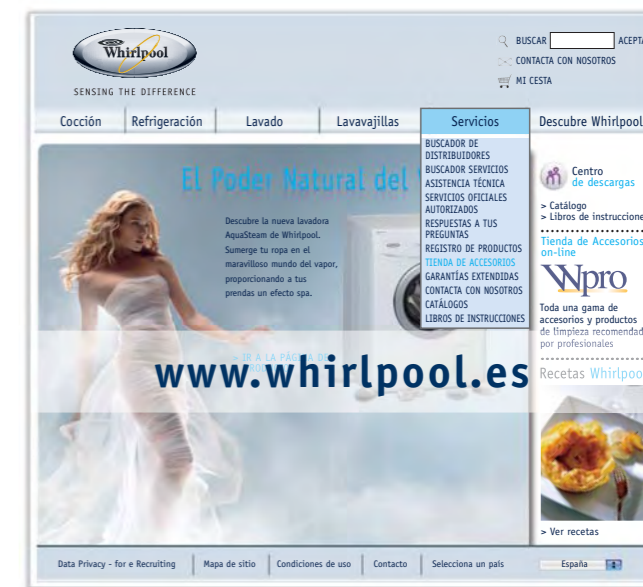 Whirlpool
SENSING THE DIFFERENCE
BUSCAR
CONTACTA CON NOSOTROS
MI CESTA
Cocción Refrigeración Lavado Lavavajillas Servicios Descubre Whirlpool
BUSCADOR DE
DISTRIBUIDORES
BUSCADOR SERVICIOS
ASISTENCIA TÉCNICA
SERVICIOS OFICIALES
AUTORIZADOS
RESPUESTAS A TUS
PREGUNTAS
REGISTRO DE PRODUCTOS
TIENDA DE ACCESORIOS
GARANTÍAS EXTENDIDAS
CONTACTA CON NOSOTROS
CATÁLOGOS
LIBROS DE INSTRUCCIONES
El Poder Natural del
Descubre la nueva lavadora
AquaSteam de Whirlpool.
Sumerge tu ropa en el
maravilloso mundo del vapor,
proporcionando a tus
prendas un efecto spa.
> IR A LA PÁGINA DE
www.whirlpool.es
Centro
de descargas
> Catálogo
> Libros de instruccione
Tienda de Accesorios
on-line
Wpro
Toda una gama de
accesorios y productos
de limpieza recomendad
por profesionales
Recetas Whirlpoo
> Ver recetas
Data Privacy - for e Recruiting Mapa de sitio Condiciones de uso Contacto Selecciona un país España